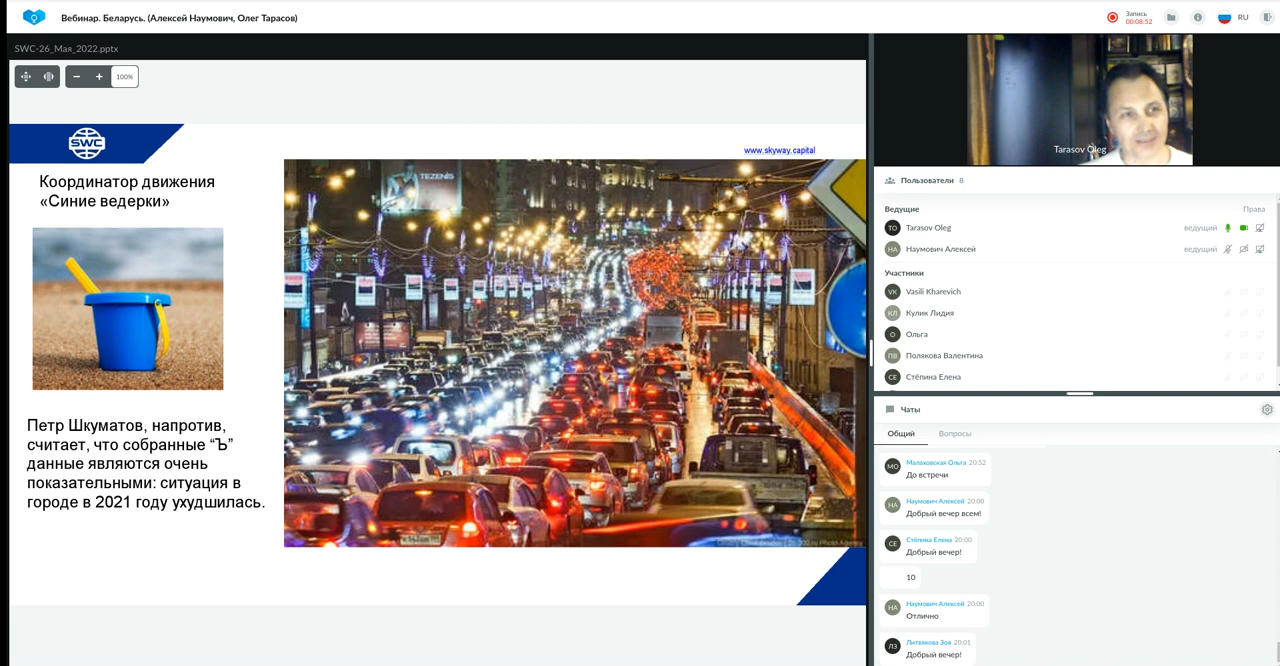 Вебинар. Беларусь. (Алексей Наумович, Олег Тарасов)
Запись
00:08:52
RU
SWC-26_Мая_2022.pptx
100%
SWC
www.skyway.capital
Координатор движения
«Синие ведерки»
TEZENIS
Петр Шкуматов, напротив,
считает, что собранные “Ъ”
данные являются очень
показательными: ситуация в
городе в 2021 году ухудшилась.
Tarasov Oleg
Пользователи 8
Ведущие
Права
TO Tarasov Oleg ведущий
НА Наумович Алексей ведущий
Участники
VK Vasili Kharevich
КЛ Кулик Лидия
О Ольга
ПВ Полякова Валентина
СЕ Стёпина Елена
Чаты
Общий Вопросы
МО Малаховская Ольга 20:52
До встречи
НА Наумович Алексей 20:00
Добрый вечер всем!
СЕ Стёпина Елена 20:00
Добрый вечер!
10
НА Наумович Алексей 20:00
Отлично
ЛЗ Литвякова Зоя 20:01
Добрый вечер!